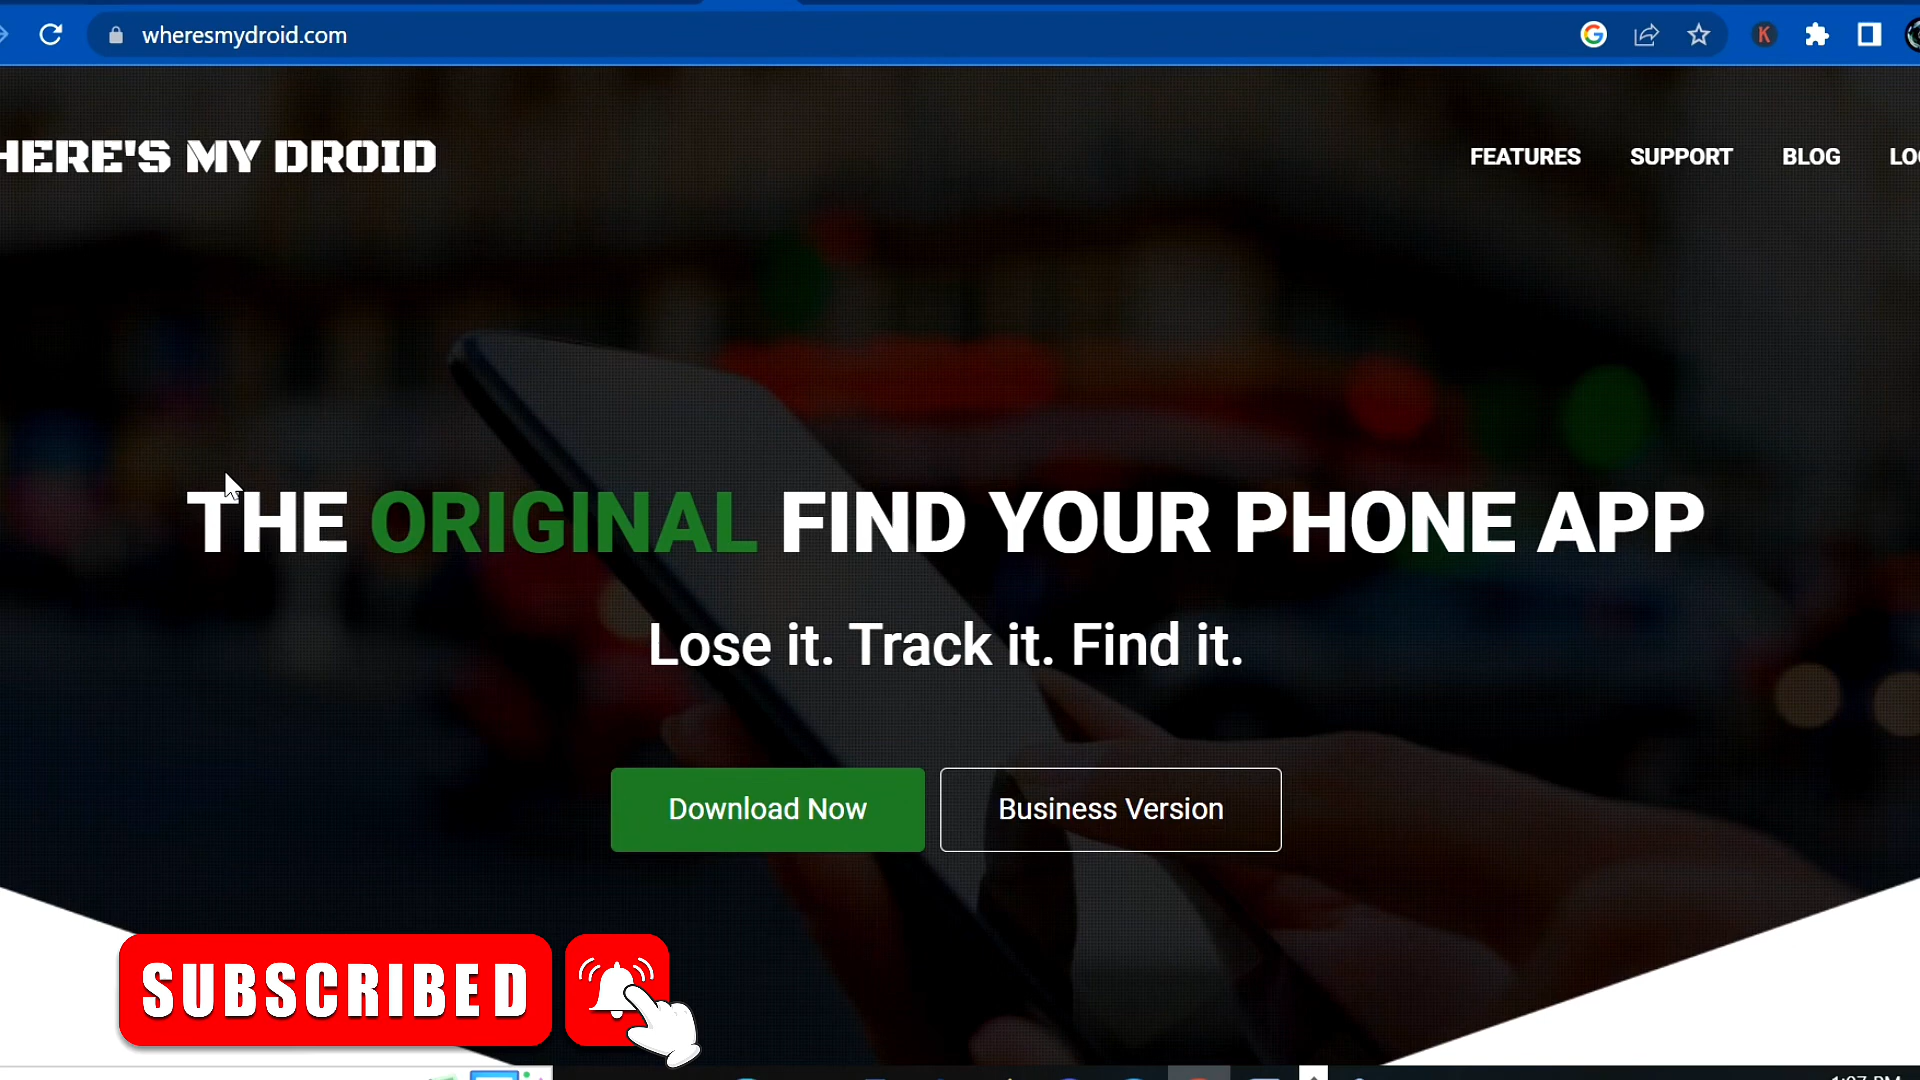 wheresmydroid.com
K
HERE'S MY DROID
FEATURES SUPPORT BLOG LO
THE ORIGINAL FIND YOUR PHONE APP
Lose it. Track it. Find it.
Download Now
Business Version
SUBSCRIBED